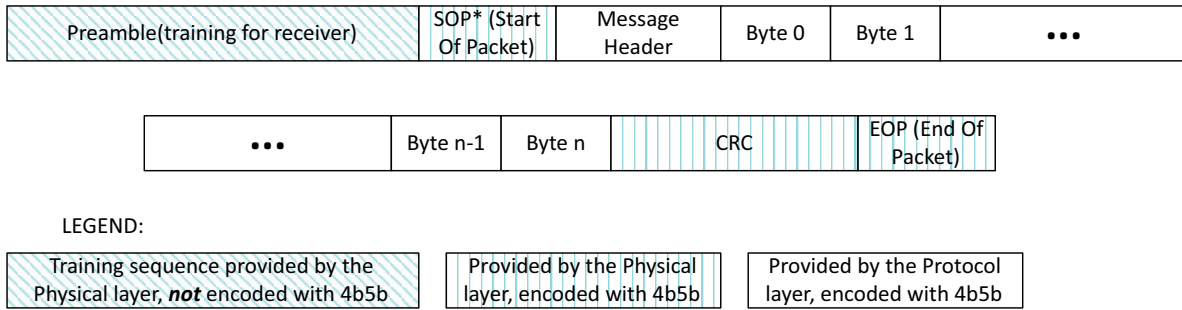 Preamble(training for receiver)
SOP* (Start
Of Packet)
Message
Header
Byte 0
Byte 1
•••
•••
Byte n-1
Byte n
CRC
EOP (End Of
Packet)
LEGEND:
Training sequence provided by the
Physical layer, not encoded with 4b5b
Provided by the Physical
layer, encoded with 4b5b
Provided by the Protocol
layer, encoded with 4b5b